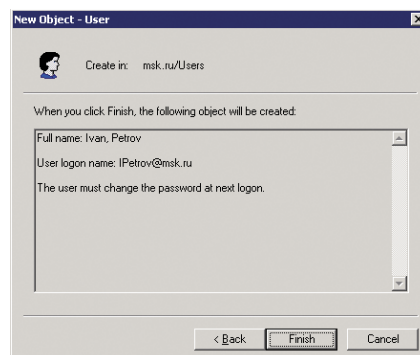 New Object - User
Create in: msk.ru/Users
When you click Finish, the following object will be created:
Full name: Ivan, Petrov
User logon name: IPetrov@msk.ru
The user must change the password at next logon.
< Back Finish Cancel